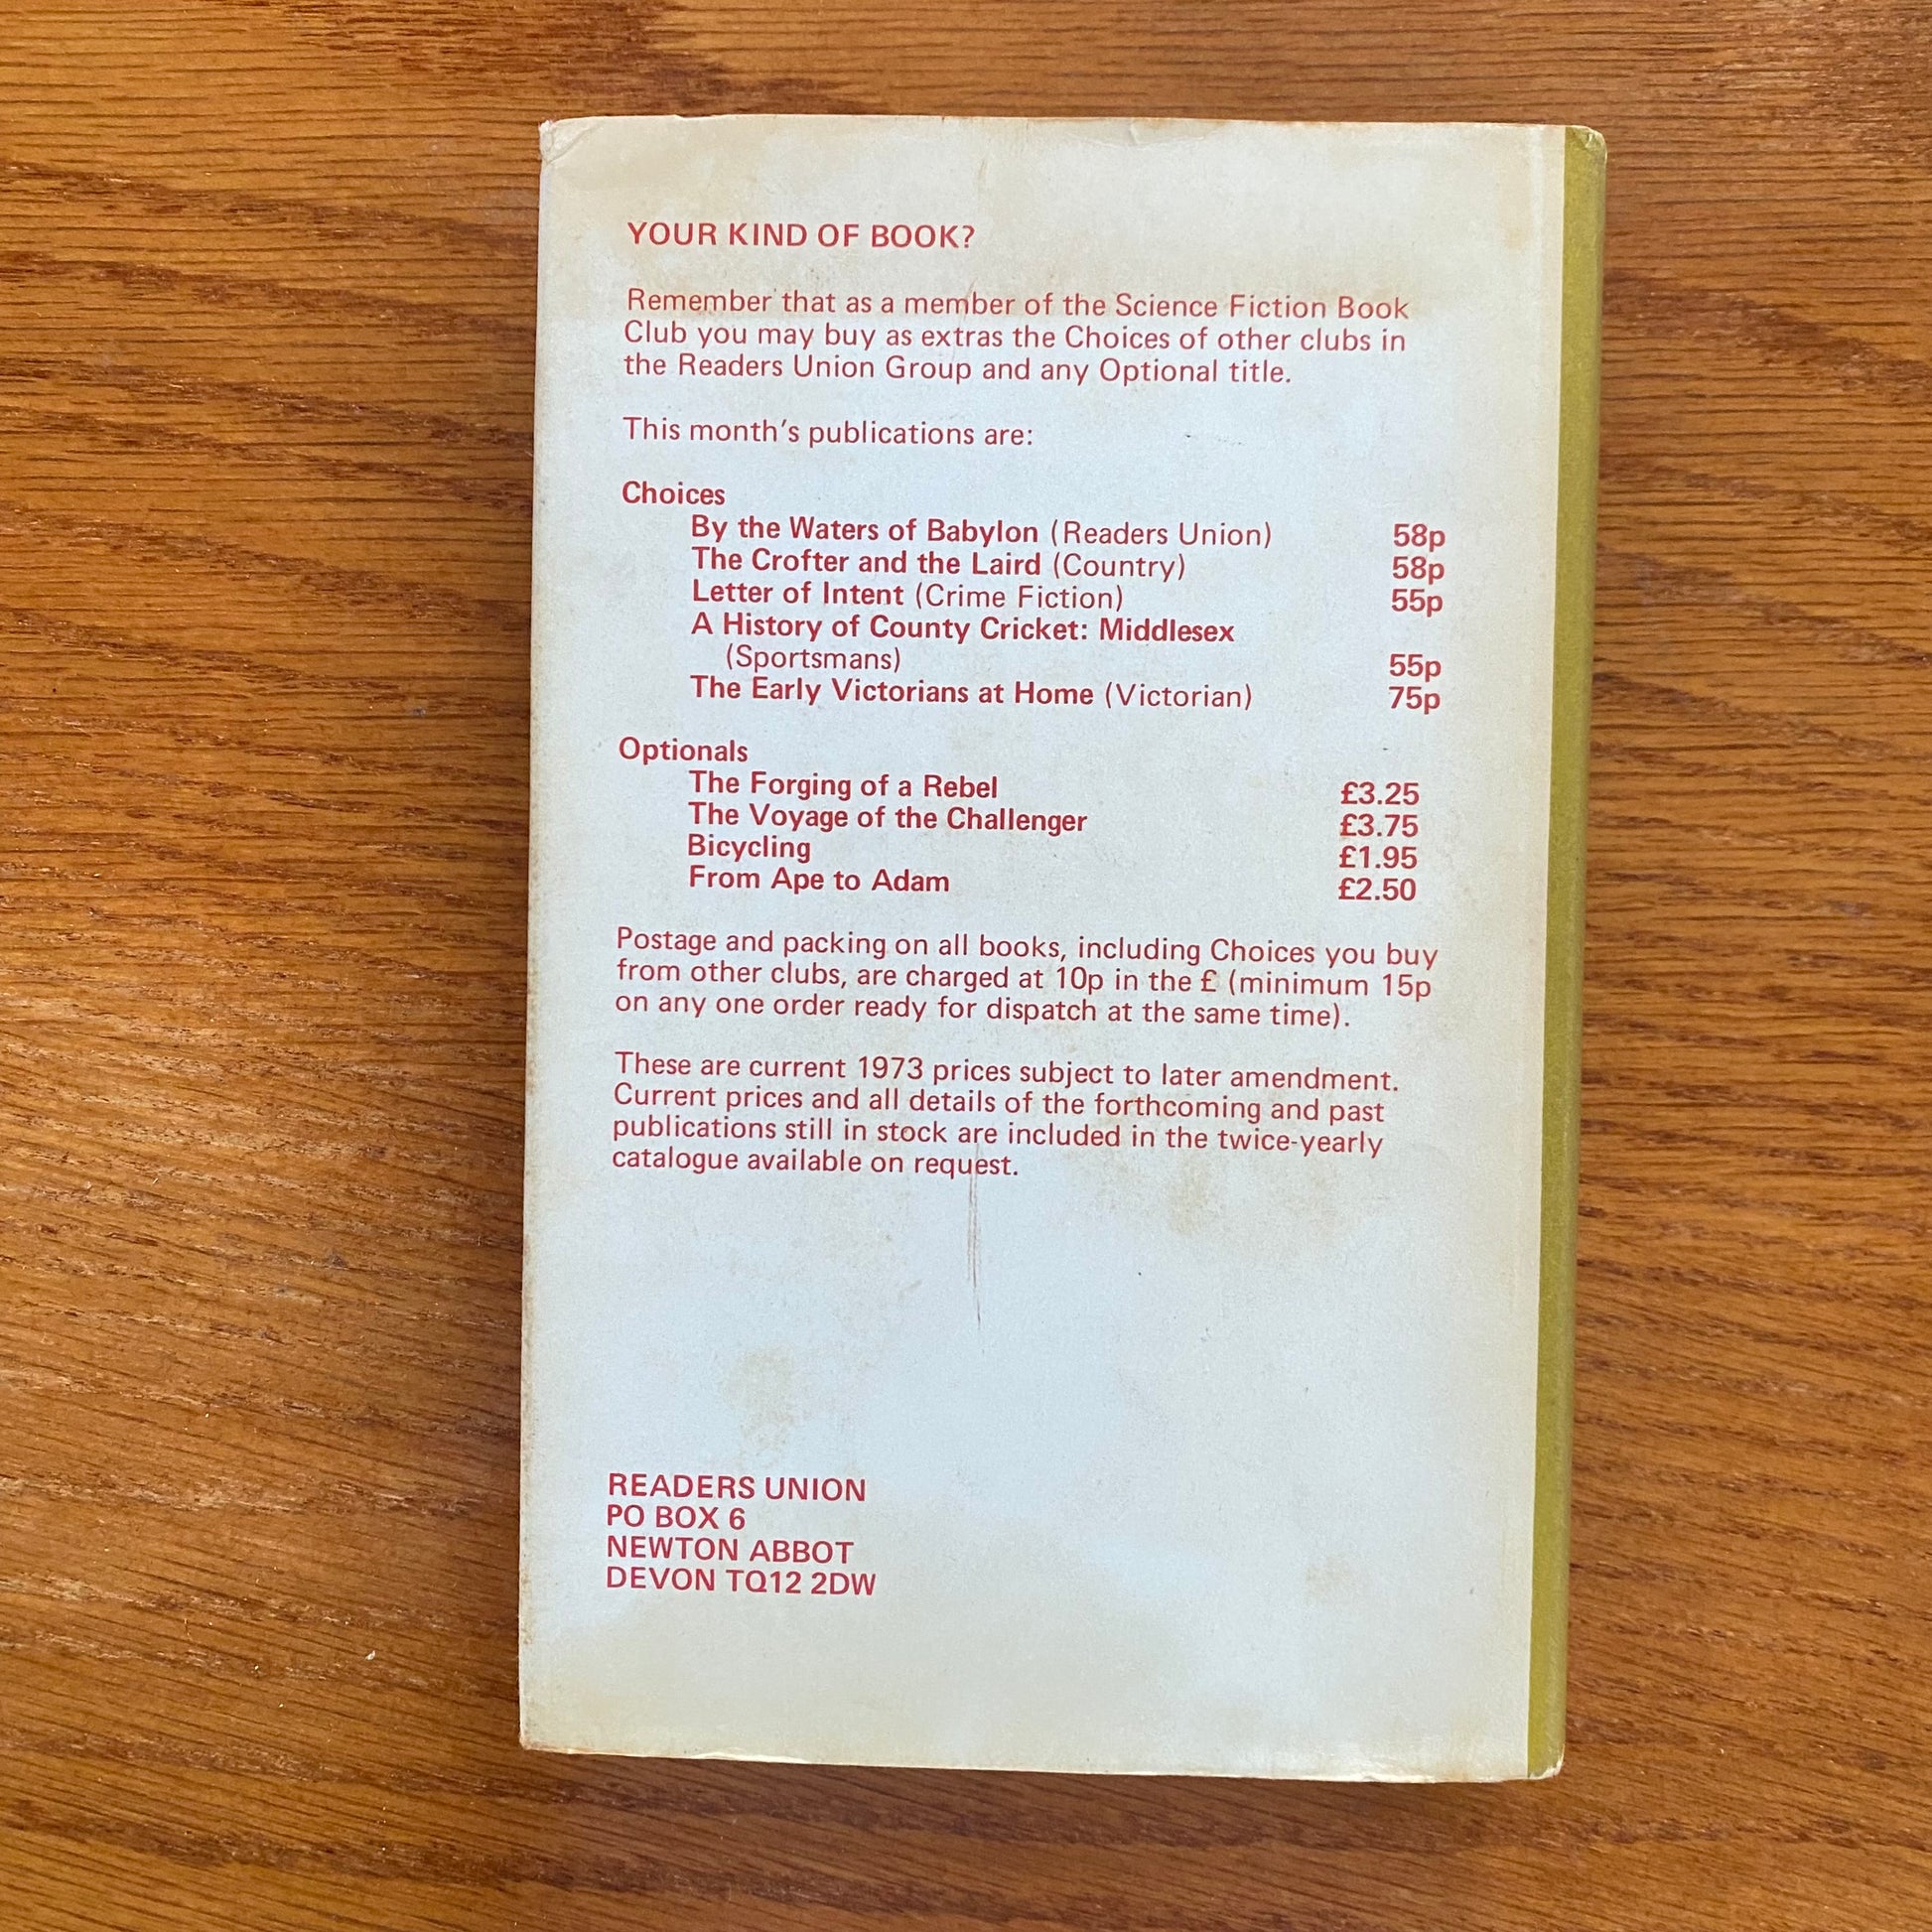 YOUR KIND OF BOOK?
Remember that as a member of the Science Fiction Book
Club you may buy as extras the Choices of other clubs in
the Readers Union Group and any Optional title.
This month's publications are:
Choices
By the Waters of Babylon (Readers Union) 58p
The Crofter and the Laird (Country) 58p
Letter of Intent (Crime Fiction) 55p
A History of County Cricket: Middlesex
(Sportsmans) 55p
The Early Victorians at Home (Victorian) 75p
Optionals
The Forging of a Rebel £3.25
The Voyage of the Challenger £3.75
Bicycling £1.95
From Ape to Adam £2.50
Postage and packing on all books, including Choices you buy
from other clubs, are charged at 10p in the £ (minimum 15p
on any one order ready for dispatch at the same time).
These are current 1973 prices subject to later amendment.
Current prices and all details of the forthcoming and past
publications still in stock are included in the twice-yearly
catalogue available on request.
READERS UNION
PO BOX 6
NEWTON ABBOT
DEVON TQ12 2DW